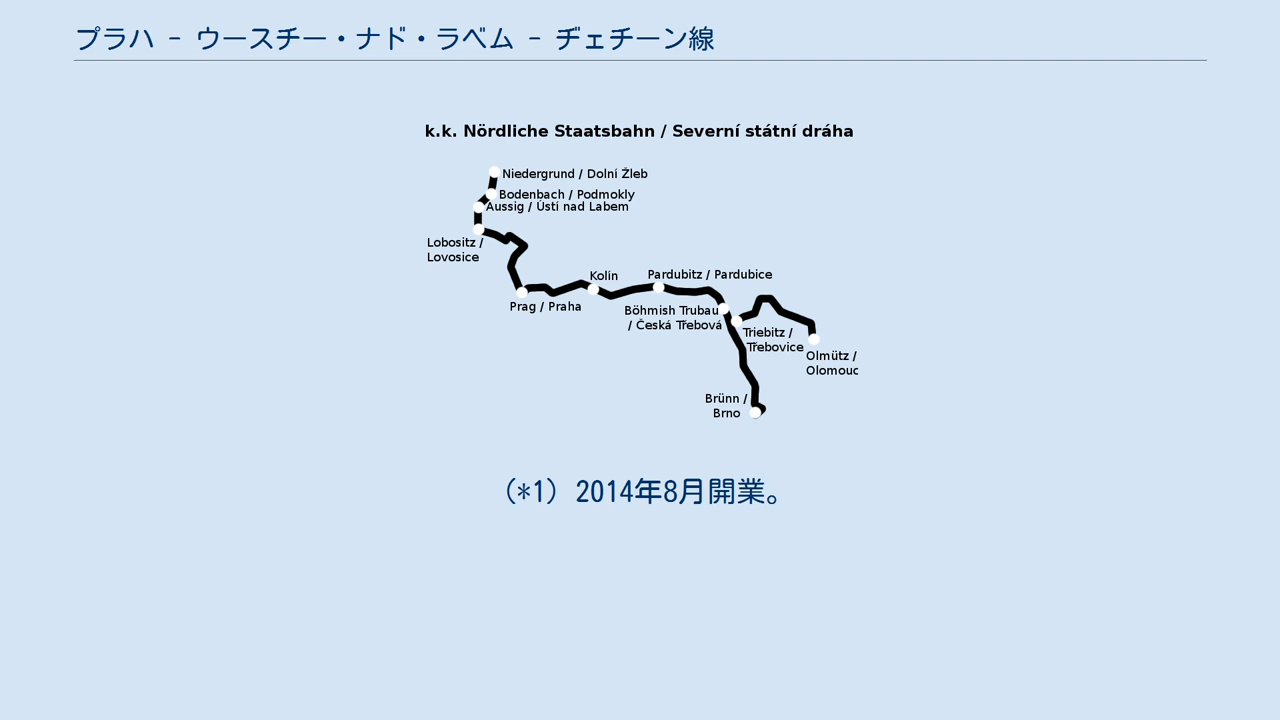 プラハ - ウースチー・ナド・ラベム - ヂェチーン線
k.k. Nördliche Staatsbahn / Severní státní dráha
Niedergrund / Dolní Žleb
Bodenbach / Podmokly
Aussig / Ústí nad Labem
Lobositz /
Lovosice
Prag / Praha
Kolín
Pardubitz / Pardubice
Böhmish Trubau
/ Česká Třebová
Triebitz /
Třebovice
Olmütz /
Olomouc
Brünn /
Brno
（*1）2014年8月開業。